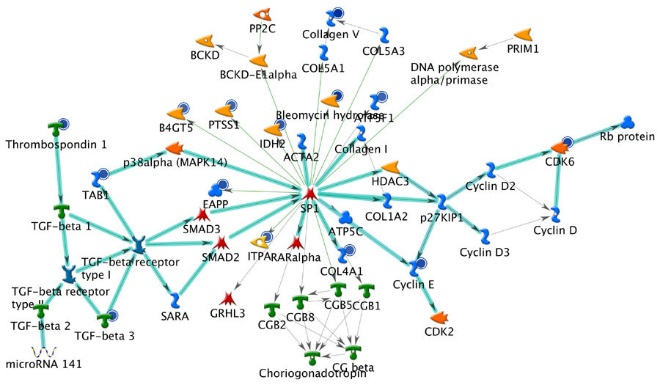 PP2C
Collagen V
COL5A3
PRIM1
BCKD
BCKD-E1alpha
COL5A1
DNA polymerase
alpha/primase
B4GT5
PTSS1
Bleomycin hydrolase
ATP5F1
Thrombospondin 1
IDH2
ACTA2
Collagen I
Rb protein
p38alpha (MAPK14)
CDK6
TAB1
HDAC3
Cyclin D2
EAPP
SP1
COL1A2
p27KIP1
TGF-beta 1
SMAD3
ATP5C
Cyclin D
SMAD2
ITPA
RARalpha
Cyclin D3
TGF-beta receptor
type I
COL4A1
Cyclin E
TGF-beta receptor
type II
SARA
GRHL3
CGB2
CGB8
CGB5
CGB1
TGF-beta 2
TGF-beta 3
CDK2
microRNA 141
Choriogonadotropin
CG beta